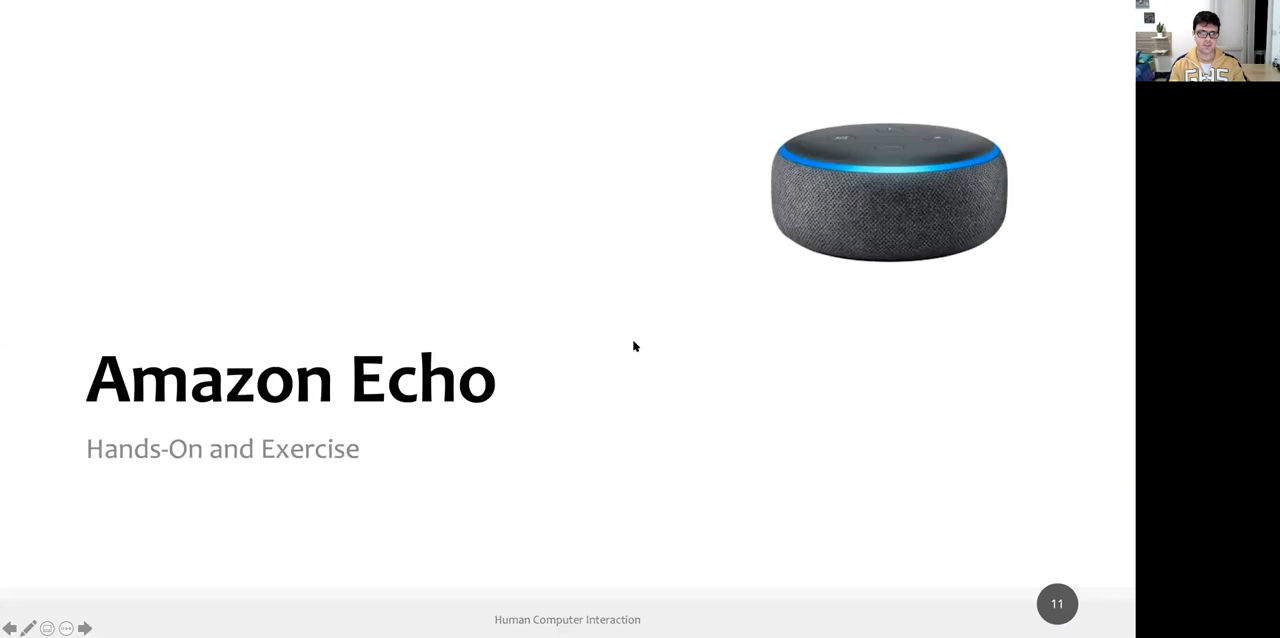 Amazon Echo
Hands-On and Exercise
Human Computer Interaction
11